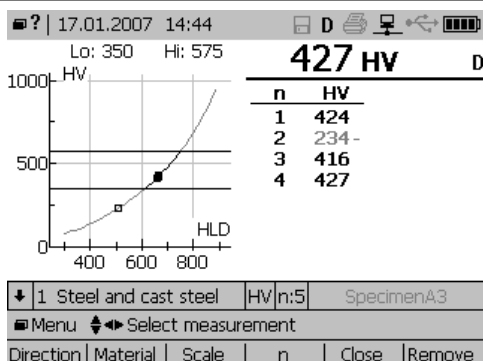 ? 17.01.2007 14:44 D
Lo: 350 Hi: 575
427 HV D
HV
1000
500
0
400 600 800
HLD
n HV
1 424
2 234-
3 416
4 427
1 Steel and cast steel HV n:5 SpecimenA3
Menu Select measurement
Direction Material Scale n Close Remove